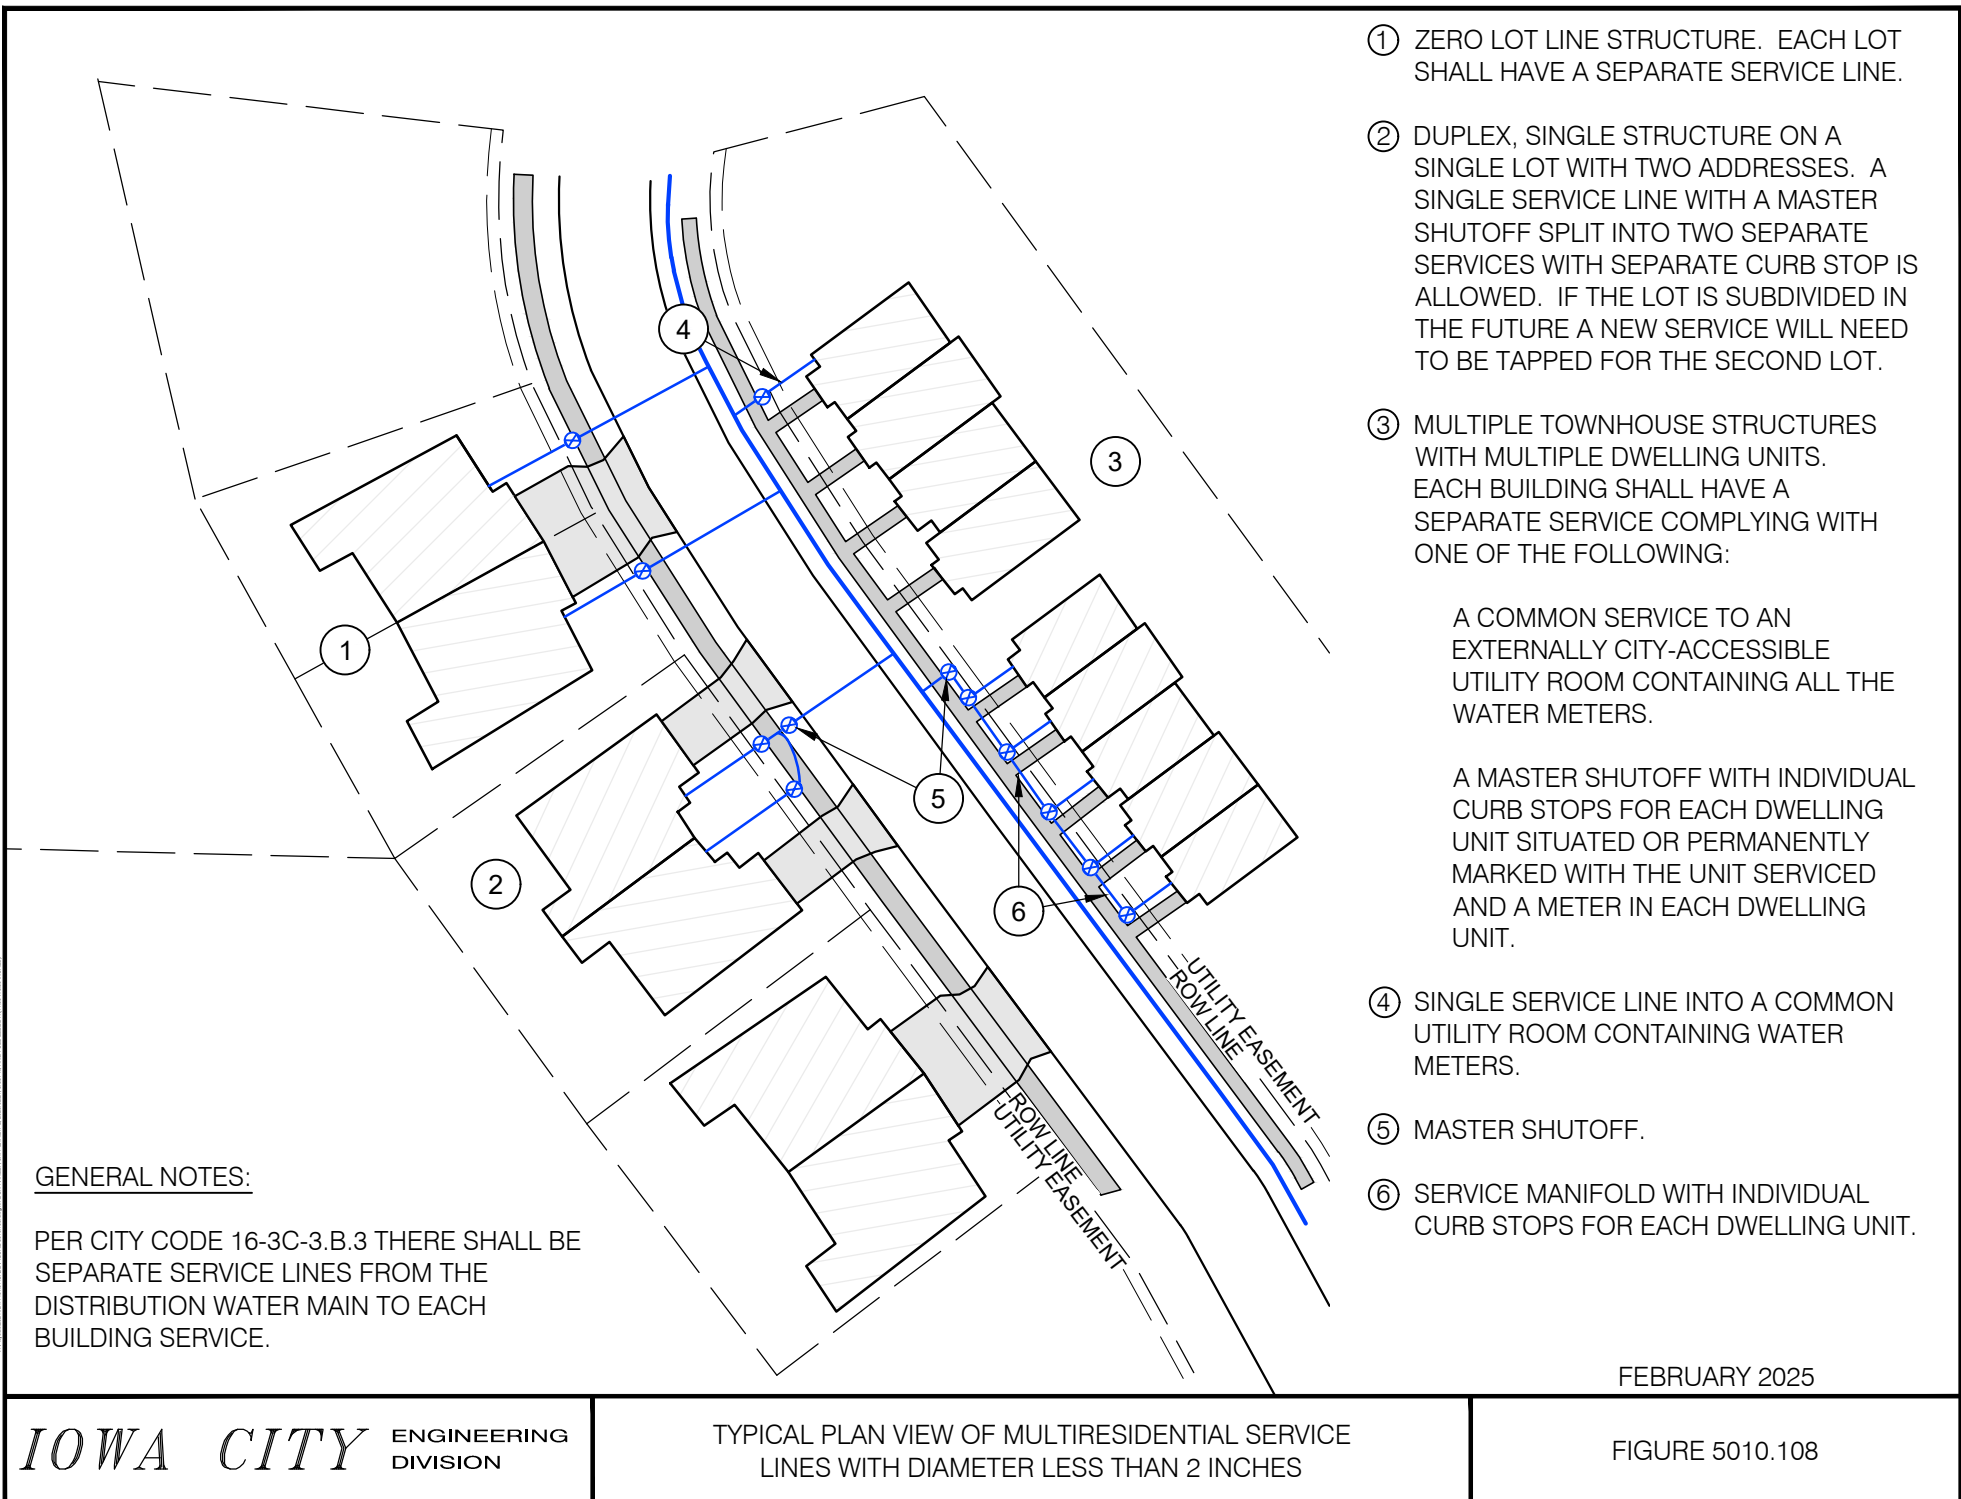 ① ZERO LOT LINE STRUCTURE. EACH LOT
SHALL HAVE A SEPARATE SERVICE LINE.
② DUPLEX, SINGLE STRUCTURE ON A
SINGLE LOT WITH TWO ADDRESSES. A
SINGLE SERVICE LINE WITH A MASTER
SHUTOFF SPLIT INTO TWO SEPARATE
SERVICES WITH SEPARATE CURB STOP IS
ALLOWED. IF THE LOT IS SUBDIVIDED IN
THE FUTURE A NEW SERVICE WILL NEED
TO BE TAPPED FOR THE SECOND LOT.
③ MULTIPLE TOWNHOUSE STRUCTURES
WITH MULTIPLE DWELLING UNITS.
EACH BUILDING SHALL HAVE A
SEPARATE SERVICE COMPLYING WITH
ONE OF THE FOLLOWING:
A COMMON SERVICE TO AN
EXTERNALLY CITY-ACCESSIBLE
UTILITY ROOM CONTAINING ALL THE
WATER METERS.
A MASTER SHUTOFF WITH INDIVIDUAL
CURB STOPS FOR EACH DWELLING
UNIT SITUATED OR PERMANENTLY
MARKED WITH THE UNIT SERVICED
AND A METER IN EACH DWELLING
UNIT.
④ SINGLE SERVICE LINE INTO A COMMON
UTILITY ROOM CONTAINING WATER
METERS.
⑤ MASTER SHUTOFF.
⑥ SERVICE MANIFOLD WITH INDIVIDUAL
CURB STOPS FOR EACH DWELLING UNIT.
4
3
1
5
2
6
UTILITY EASEMENT
ROW LINE
ROW LINE
UTILITY EASEMENT
GENERAL NOTES:
PER CITY CODE 16-3C-3.B.3 THERE SHALL BE
SEPARATE SERVICE LINES FROM THE
DISTRIBUTION WATER MAIN TO EACH
BUILDING SERVICE.
FEBRUARY 2025
IOWA CITY
ENGINEERING
DIVISION
TYPICAL PLAN VIEW OF MULTIRESIDENTIAL SERVICE
LINES WITH DIAMETER LESS THAN 2 INCHES
FIGURE 5010.108